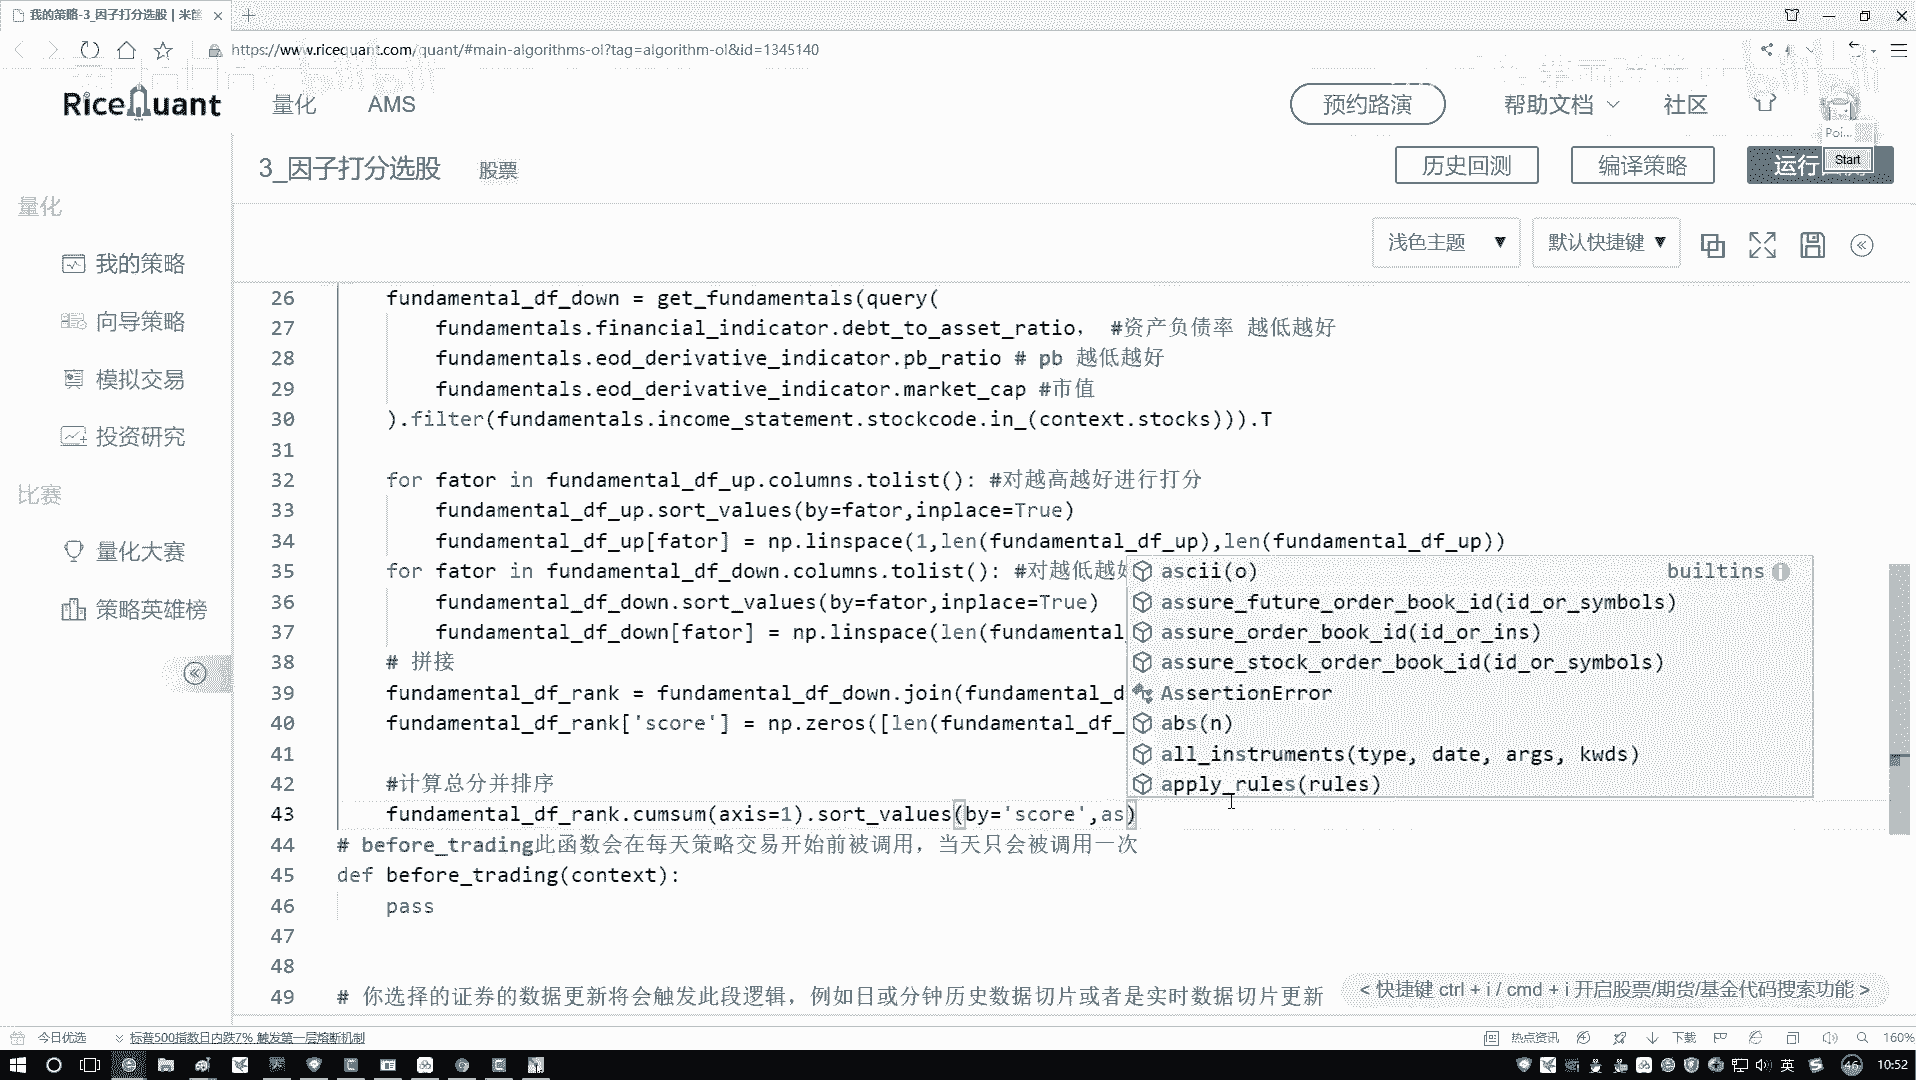 我的策略-3_因子打分选股 | 米筐
https://www.ricequant.com/quant/#main-algorithms-ol?tag=algorithm-ol&id=1345140
RiceQuant
量化
AMS
预约路演
帮助文档
社区
Poi...
Start
3_因子打分选股
股票
历史回测
编译策略
运行
浅色主题
默认快捷键
量化
我的策略
向导策略
模拟交易
投资研究
比赛
量化大赛
策略英雄榜
26 fundamental_df_down = get_fundamentals(query(
27 fundamentals.financial_indicator.debt_to_asset_ratio， #资产负债率 越低越好
28 fundamentals.eod_derivative_indicator.pb_ratio # pb 越低越好
29 fundamentals.eod_derivative_indicator.market_cap #市值
30 ).filter(fundamentals.income_statement.stockcode.in_(context.stocks))).T
31
32 for fator in fundamental_df_up.columns.tolist(): #对越高越好进行打分
33 fundamental_df_up.sort_values(by=fator,inplace=True)
34 fundamental_df_up[fator] = np.linspace(1,len(fundamental_df_up),len(fundamental_df_up))
35 for fator in fundamental_df_down.columns.tolist(): #对越低越好
36 fundamental_df_down.sort_values(by=fator,inplace=True)
37 fundamental_df_down[fator] = np.linspace(len(fundamental_
38 # 拼接
39 fundamental_df_rank = fundamental_df_down.join(fundamental_d
40 fundamental_df_rank['score'] = np.zeros([len(fundamental_df_
41
42 #计算总分并排序
43 fundamental_df_rank.cumsum(axis=1).sort_values(by='score',as)
44 # before_trading此函数会在每天策略交易开始前被调用，当天只会被调用一次
45 def before_trading(context):
46 pass
47
48
49 # 你选择的证券的数据更新将会触发此段逻辑，例如日或分钟历史数据切片或者是实时数据切片更新
ascii(o) builtins
assure_future_order_book_id(id_or_symbols)
assure_order_book_id(id_or_ins)
assure_stock_order_book_id(id_or_symbols)
AssertionError
abs(n)
all_instruments(type, date, args, kwds)
apply_rules(rules)
< 快捷键 ctrl + i / cmd + i 开启股票/期货/基金代码搜索功能 >
今日优选
标普500指数日内跌7% 触发第一层熔断机制
热点资讯
下载
160%
英
46
10:52